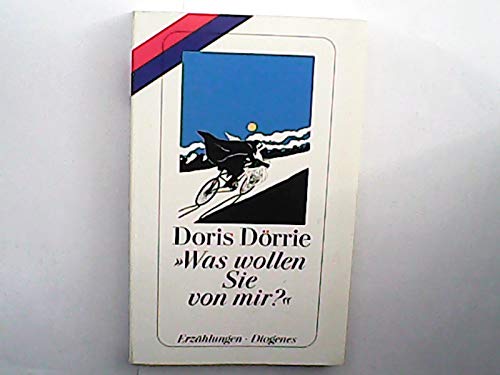 Doris Dörrie
»Was wollen
Sie
von mir?«
Erzählungen · Diogenes